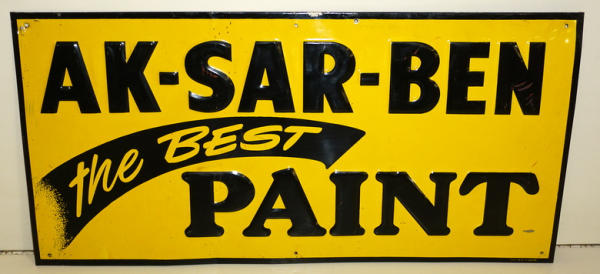 AK-SAR-BEN
the BEST
PAINT